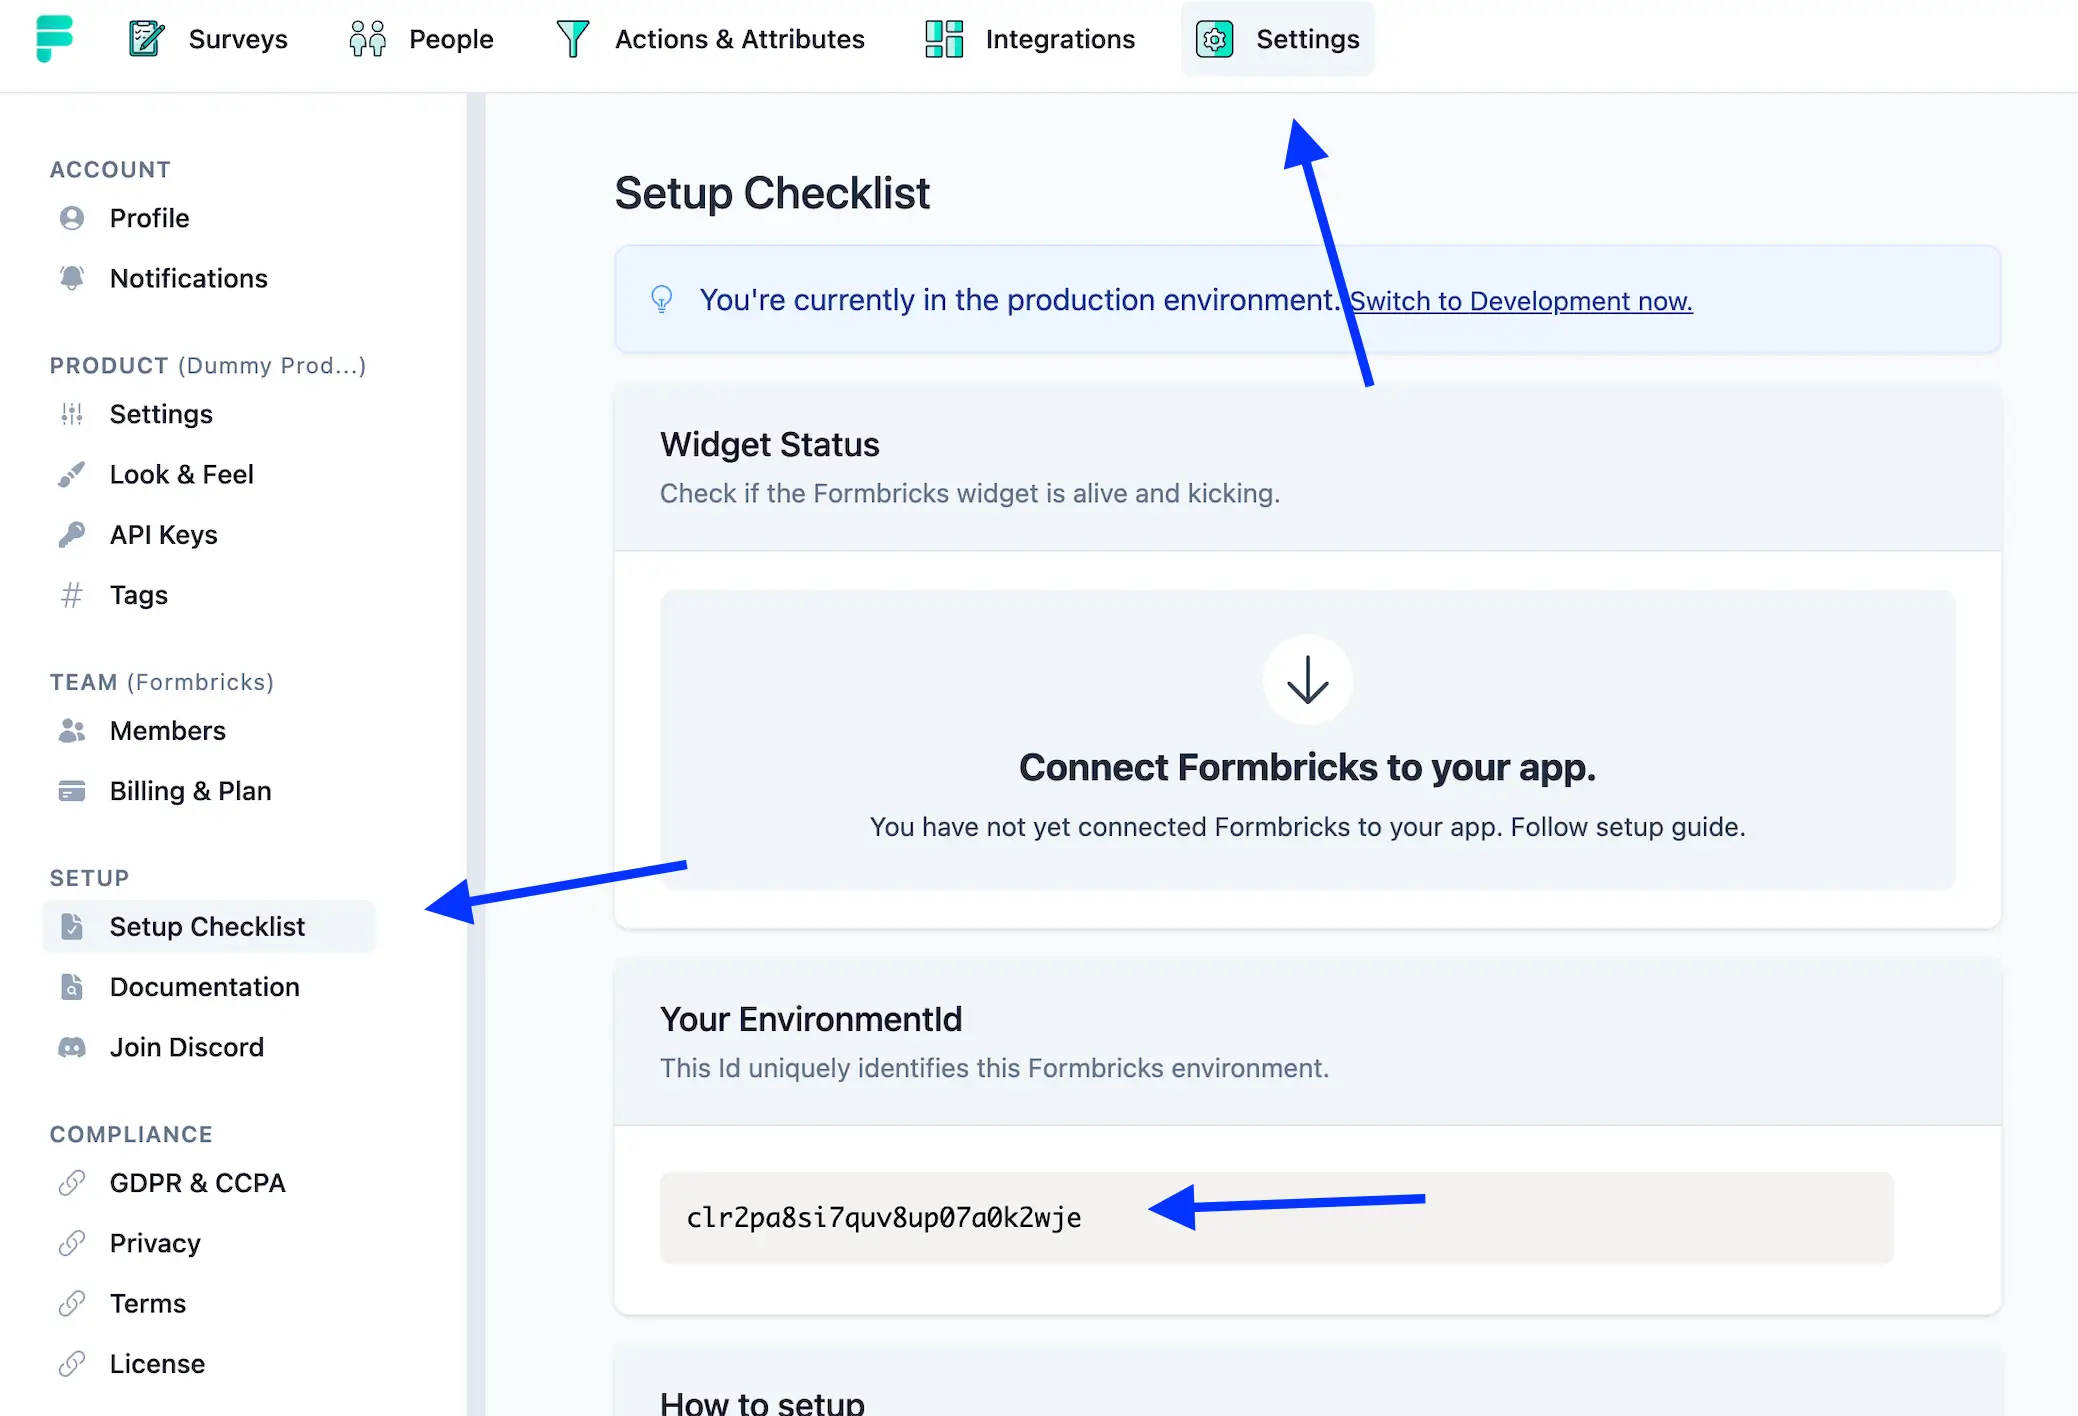 Surveys
People
Actions & Attributes
Integrations
Settings
ACCOUNT
Profile
Notifications
PRODUCT (Dummy Prod...)
Settings
Look & Feel
API Keys
Tags
TEAM (Formbricks)
Members
Billing & Plan
SETUP
Setup Checklist
Documentation
Join Discord
COMPLIANCE
GDPR & CCPA
Privacy
Terms
License
Setup Checklist
You're currently in the production environment. Switch to Development now.
Widget Status
Check if the Formbricks widget is alive and kicking.
Connect Formbricks to your app.
You have not yet connected Formbricks to your app. Follow setup guide.
Your EnvironmentId
This Id uniquely identifies this Formbricks environment.
clr2pa8si7quv8up07a0k2wje
How to setup